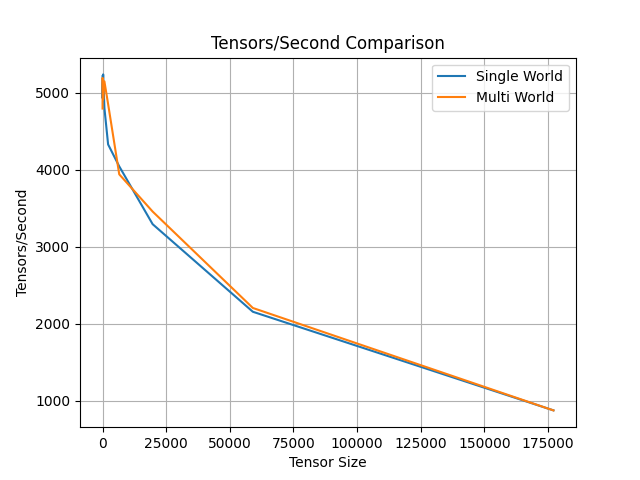 Tensors/Second Comparison
Single World
Multi World
Tensors/Second
5000
4000
3000
2000
1000
0
25000
50000
75000
100000
125000
150000
175000
Tensor Size